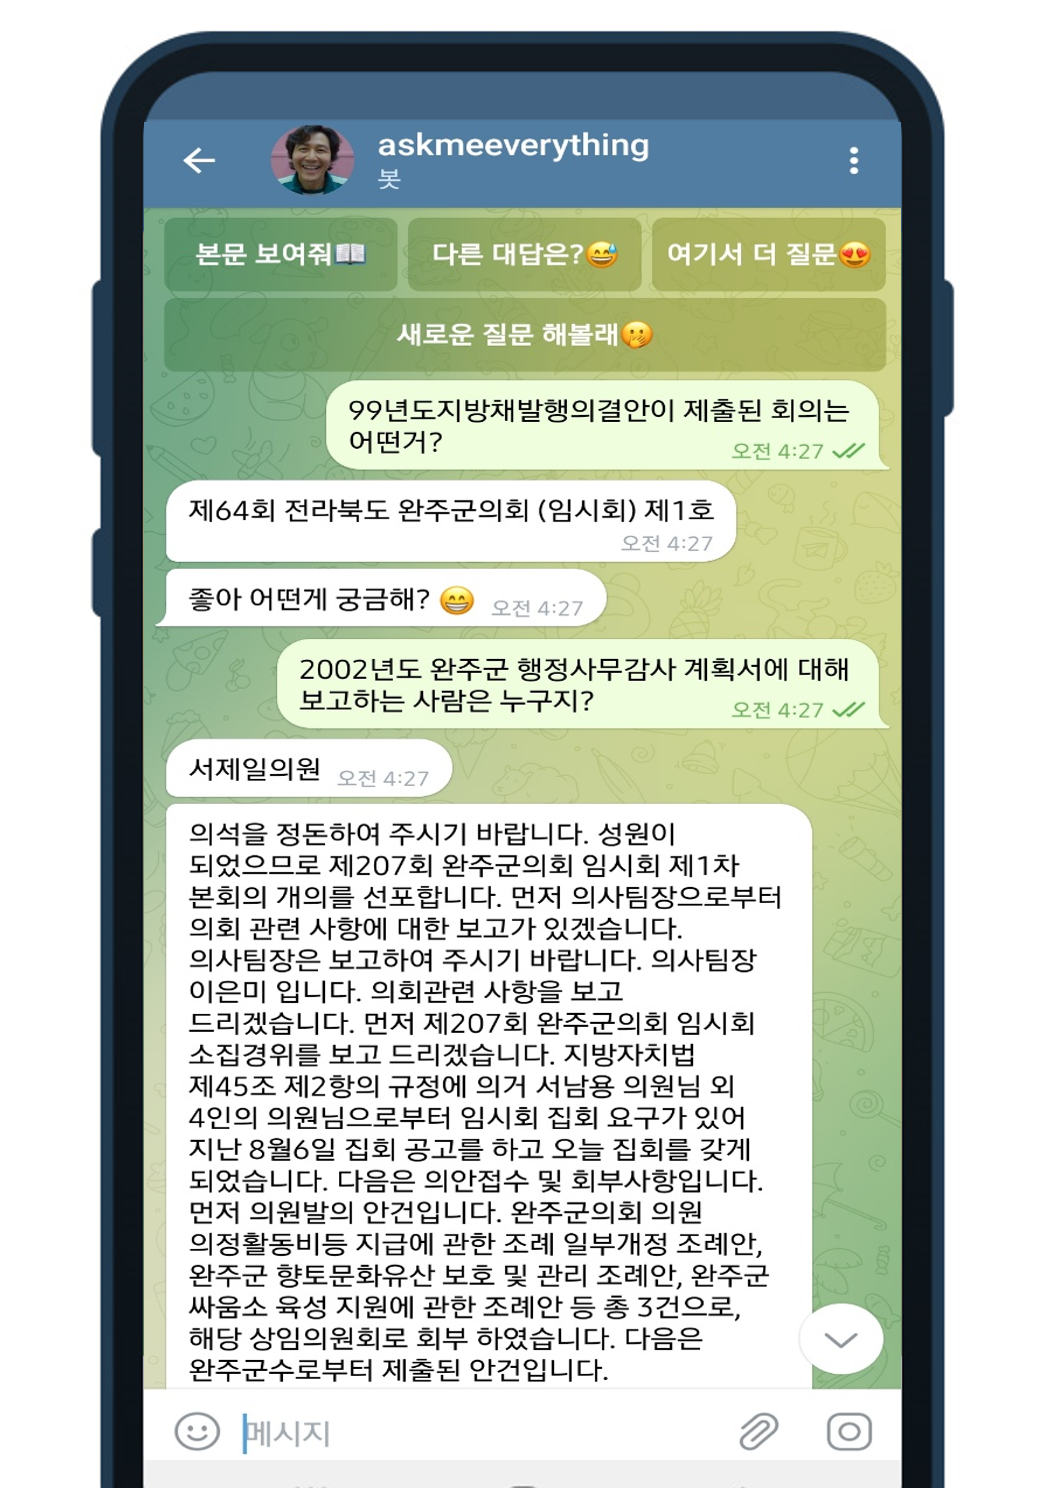 askmeeverything
봇
본문 보여줘📖
다른 대답은?😅
여기서 더 질문😍
새로운 질문 해볼래🤭
99년도지방채발행의결안이 제출된 회의는
어떤거?
오전 4:27
제64회 전라북도 완주군의회 (임시회) 제1호
오전 4:27
좋아 어떤게 궁금해? 😁 오전 4:27
2002년도 완주군 행정사무감사 계획서에 대해
보고하는 사람은 누구지?
오전 4:27
서제일의원 오전 4:27
의석을 정돈하여 주시기 바랍니다. 성원이
되었으므로 제207회 완주군의회 임시회 제1차
본회의 개의를 선포합니다. 먼저 의사팀장으로부터
의회 관련 사항에 대한 보고가 있겠습니다.
의사팀장은 보고하여 주시기 바랍니다. 의사팀장
이은미 입니다. 의회관련 사항을 보고
드리겠습니다. 먼저 제207회 완주군의회 임시회
소집경위를 보고 드리겠습니다. 지방자치법
제45조 제2항의 규정에 의거 서남용 의원님 외
4인의 의원님으로부터 임시회 집회 요구가 있어
지난 8월6일 집회 공고를 하고 오늘 집회를 갖게
되었습니다. 다음은 의안접수 및 회부사항입니다.
먼저 의원발의 안건입니다. 완주군의회 의원
의정활동비등 지급에 관한 조례 일부개정 조례안,
완주군 향토문화유산 보호 및 관리 조례안, 완주군
싸움소 육성 지원에 관한 조례안 등 총 3건으로,
해당 상임의원회로 회부 하였습니다. 다음은
완주군수로부터 제출된 안건입니다.
메시지